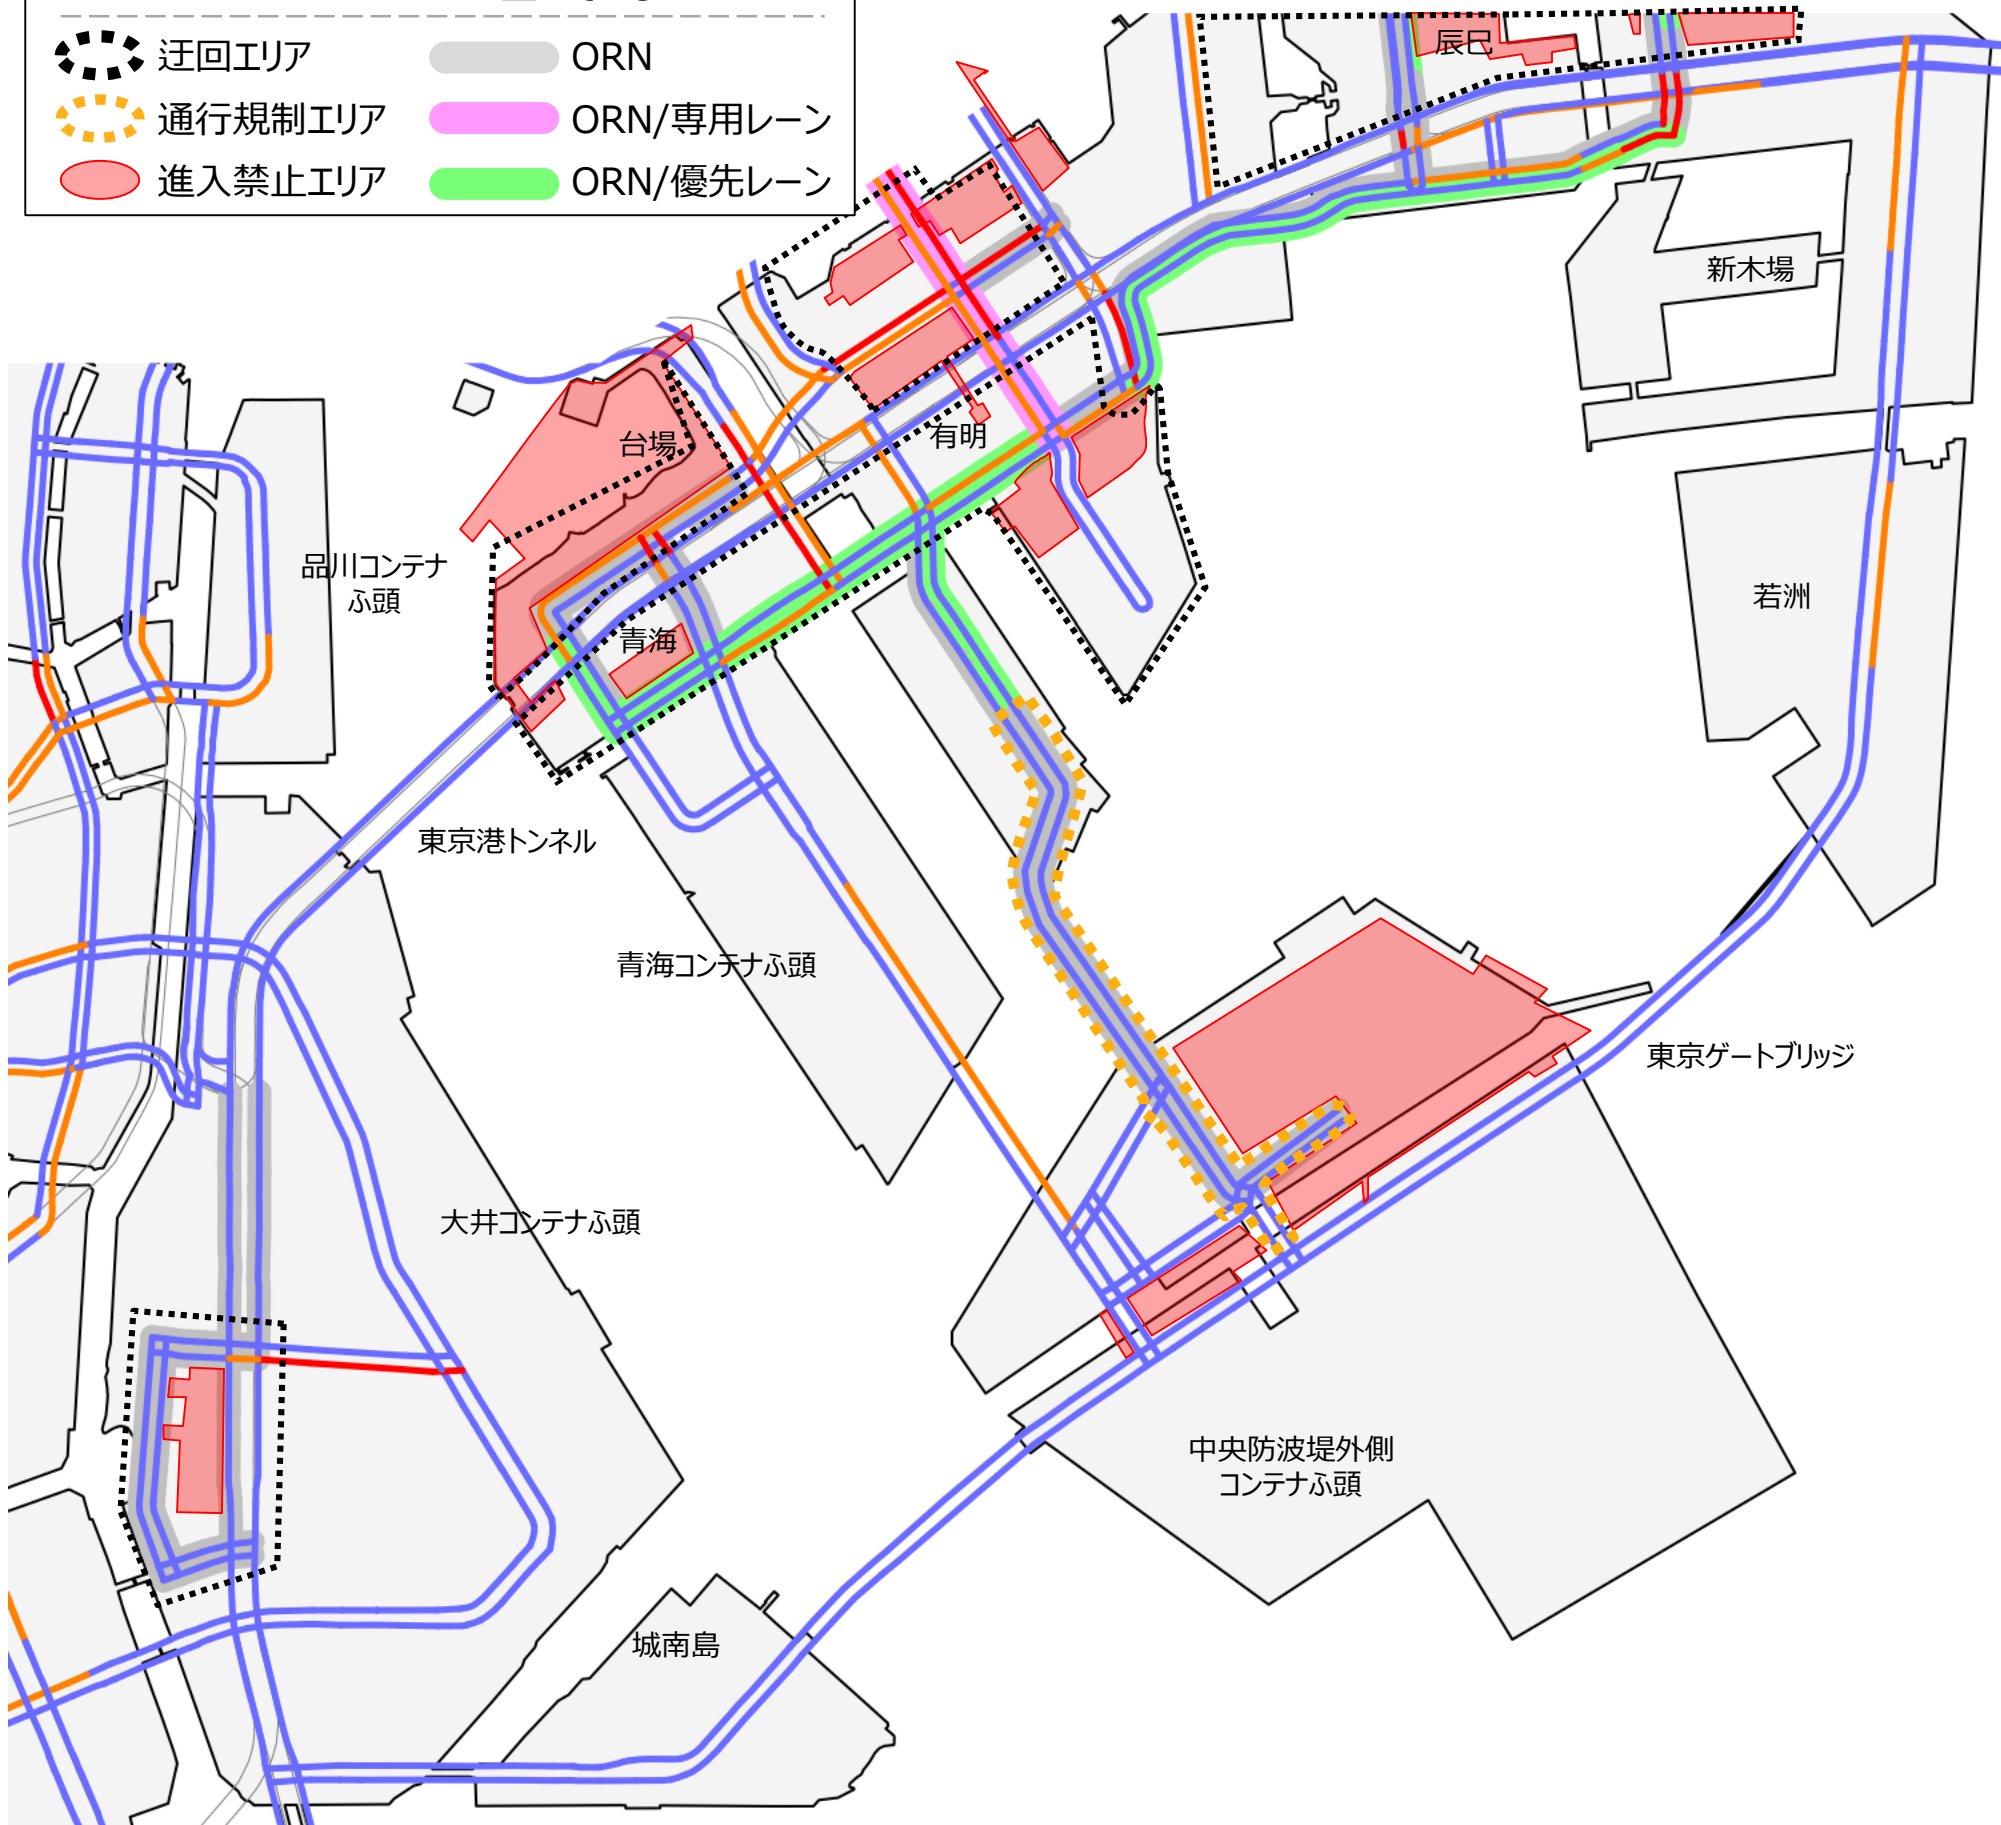 迂回エリア
ORN
通行規制エリア
ORN/専用レーン
進入禁止エリア
ORN/優先レーン
辰巳
新木場
台場
有明
品川コンテナ
ふ頭
青海
若洲
東京港トンネル
青海コンテナふ頭
東京ゲートブリッジ
大井コンテナふ頭
中央防波堤外側
コンテナふ頭
城南島